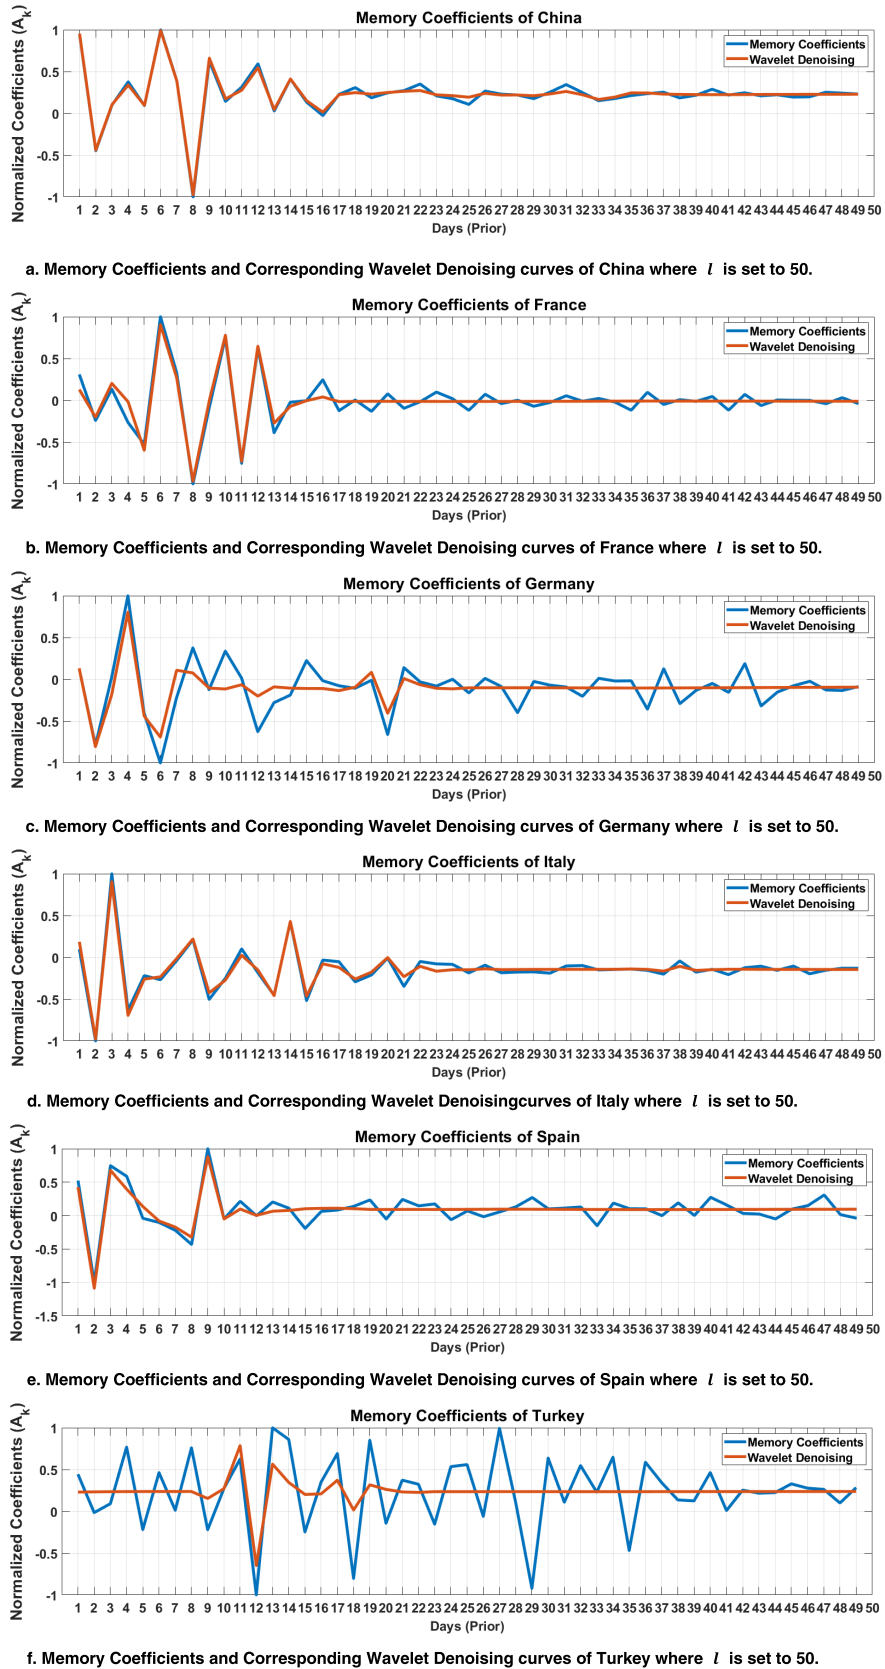 Memory Coefficients of China
Normalized Coefficients (Ak)
1
0.5
0
-0.5
-1
Memory Coefficients
Wavelet Denoising
1 2 3 4 5 6 7 8 9 10 11 12 13 14 15 16 17 18 19 20 21 22 23 24 25 26 27 28 29 30 31 32 33 34 35 36 37 38 39 40 41 42 43 44 45 46 47 48 49 50
Days (Prior)
a. Memory Coefficients and Corresponding Wavelet Denoising curves of China where l is set to 50.
Memory Coefficients of France
Normalized Coefficients (Ak)
1
0.5
0
-0.5
-1
Memory Coefficients
Wavelet Denoising
1 2 3 4 5 6 7 8 9 10 11 12 13 14 15 16 17 18 19 20 21 22 23 24 25 26 27 28 29 30 31 32 33 34 35 36 37 38 39 40 41 42 43 44 45 46 47 48 49 50
Days (Prior)
b. Memory Coefficients and Corresponding Wavelet Denoising curves of France where l is set to 50.
Memory Coefficients of Germany
Normalized Coefficients (Ak)
1
0.5
0
-0.5
-1
Memory Coefficients
Wavelet Denoising
1 2 3 4 5 6 7 8 9 10 11 12 13 14 15 16 17 18 19 20 21 22 23 24 25 26 27 28 29 30 31 32 33 34 35 36 37 38 39 40 41 42 43 44 45 46 47 48 49 50
Days (Prior)
c. Memory Coefficients and Corresponding Wavelet Denoising curves of Germany where l is set to 50.
Memory Coefficients of Italy
Normalized Coefficients (Ak)
1
0.5
0
-0.5
-1
Memory Coefficients
Wavelet Denoising
1 2 3 4 5 6 7 8 9 10 11 12 13 14 15 16 17 18 19 20 21 22 23 24 25 26 27 28 29 30 31 32 33 34 35 36 37 38 39 40 41 42 43 44 45 46 47 48 49 50
Days (Prior)
d. Memory Coefficients and Corresponding Wavelet Denoisingcurves of Italy where l is set to 50.
Memory Coefficients of Spain
Normalized Coefficients (Ak)
1
0.5
0
-0.5
-1
-1.5
Memory Coefficients
Wavelet Denoising
1 2 3 4 5 6 7 8 9 10 11 12 13 14 15 16 17 18 19 20 21 22 23 24 25 26 27 28 29 30 31 32 33 34 35 36 37 38 39 40 41 42 43 44 45 46 47 48 49 50
Days (Prior)
e. Memory Coefficients and Corresponding Wavelet Denoising curves of Spain where l is set to 50.
Memory Coefficients of Turkey
Normalized Coefficients (Ak)
1
0.5
0
-0.5
-1
Memory Coefficients
Wavelet Denoising
1 2 3 4 5 6 7 8 9 10 11 12 13 14 15 16 17 18 19 20 21 22 23 24 25 26 27 28 29 30 31 32 33 34 35 36 37 38 39 40 41 42 43 44 45 46 47 48 49 50
Days (Prior)
f. Memory Coefficients and Corresponding Wavelet Denoising curves of Turkey where l is set to 50.